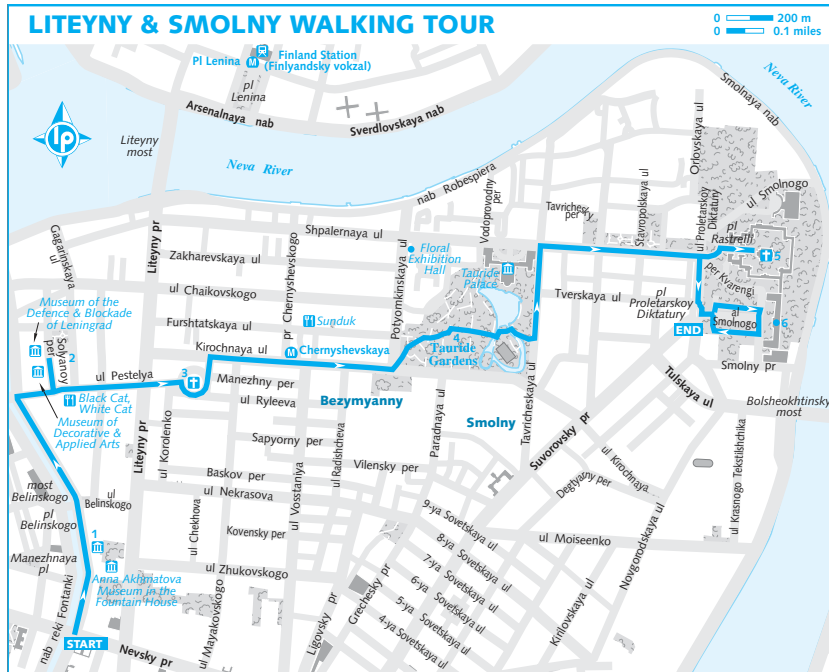 LITEYNY & SMOLNY WALKING TOUR
0 200 m
0 0.1 miles
Pl Lenina
M
Finland Station
(Finlyandsky vokzal)
pl
Lenina
Arsenalnaya nab
Sverdlovskaya nab
Neva River
Smolnaya nab
lp
Liteyny
most
Neva River
nab Robespiera
Orlovskaya ul
Vodoprovodny
per
Tavrichesky
per
Stavropolskaya ul
ul Proletarskoy
Diktatury
ul Smolnogo
pl
Rastrelli
5
Gagarinskaya
ul
Liteyny pr
Shpalernaya ul
Zakharevskaya ul
pr Chernyshevskogo
Potyomkinskaya ul
Floral
Exhibition
Hall
Tauride
Palace
ul Chaikovskogo
Tverskaya ul
pl
Proletarskoy
Diktatury
per Kvarengi
al
Smolnogo
6
END
Museum of the
Defence & Blockade
of Leningrad
Furshtatskaya ul
Sunduk
Kirochnaya ul
M
Chernyshevskaya
4
Tauride
Gardens
Smolny pr
Solyanoy
per
2
ul Pestelya
3
Manezhny per
Tulskaya ul
Bolsheokhtinsky
most
Black Cat,
White Cat
Museum of
Decorative &
Applied Arts
ul Ryleeva
Bezymyanny
Smolny
Tavricheskaya ul
Suvorovsky pr
Liteyny pr
ul Korolenko
Sapyorny per
ul Radishcheva
Paradnaya ul
Vilensky per
Baskov per
ul Kirochnaya
Degtyarny per
ul Krasnogo Tekstilshchika
most
Belinskogo
ul
Belinskogo
pl
Belinskogo
ul Nekrasova
ul Vosstaniya
ul Chekhova
Kovensky per
9-ya Sovetskaya ul
8-ya Sovetskaya ul
7-ya Sovetskaya ul
6-ya Sovetskaya ul
5-ya Sovetskaya ul
4-ya Sovetskaya ul
ul Moiseenko
Novgorodskaya ul
Kirilovskaya ul
Manezhnaya
pl
1
Anna Akhmatova
Museum in the
Fountain House
ul Zhukovskogo
ul Mayakovskogo
Ligovsky pr
Grechesky pr
nab reki Fontanki
START
Nevsky pr